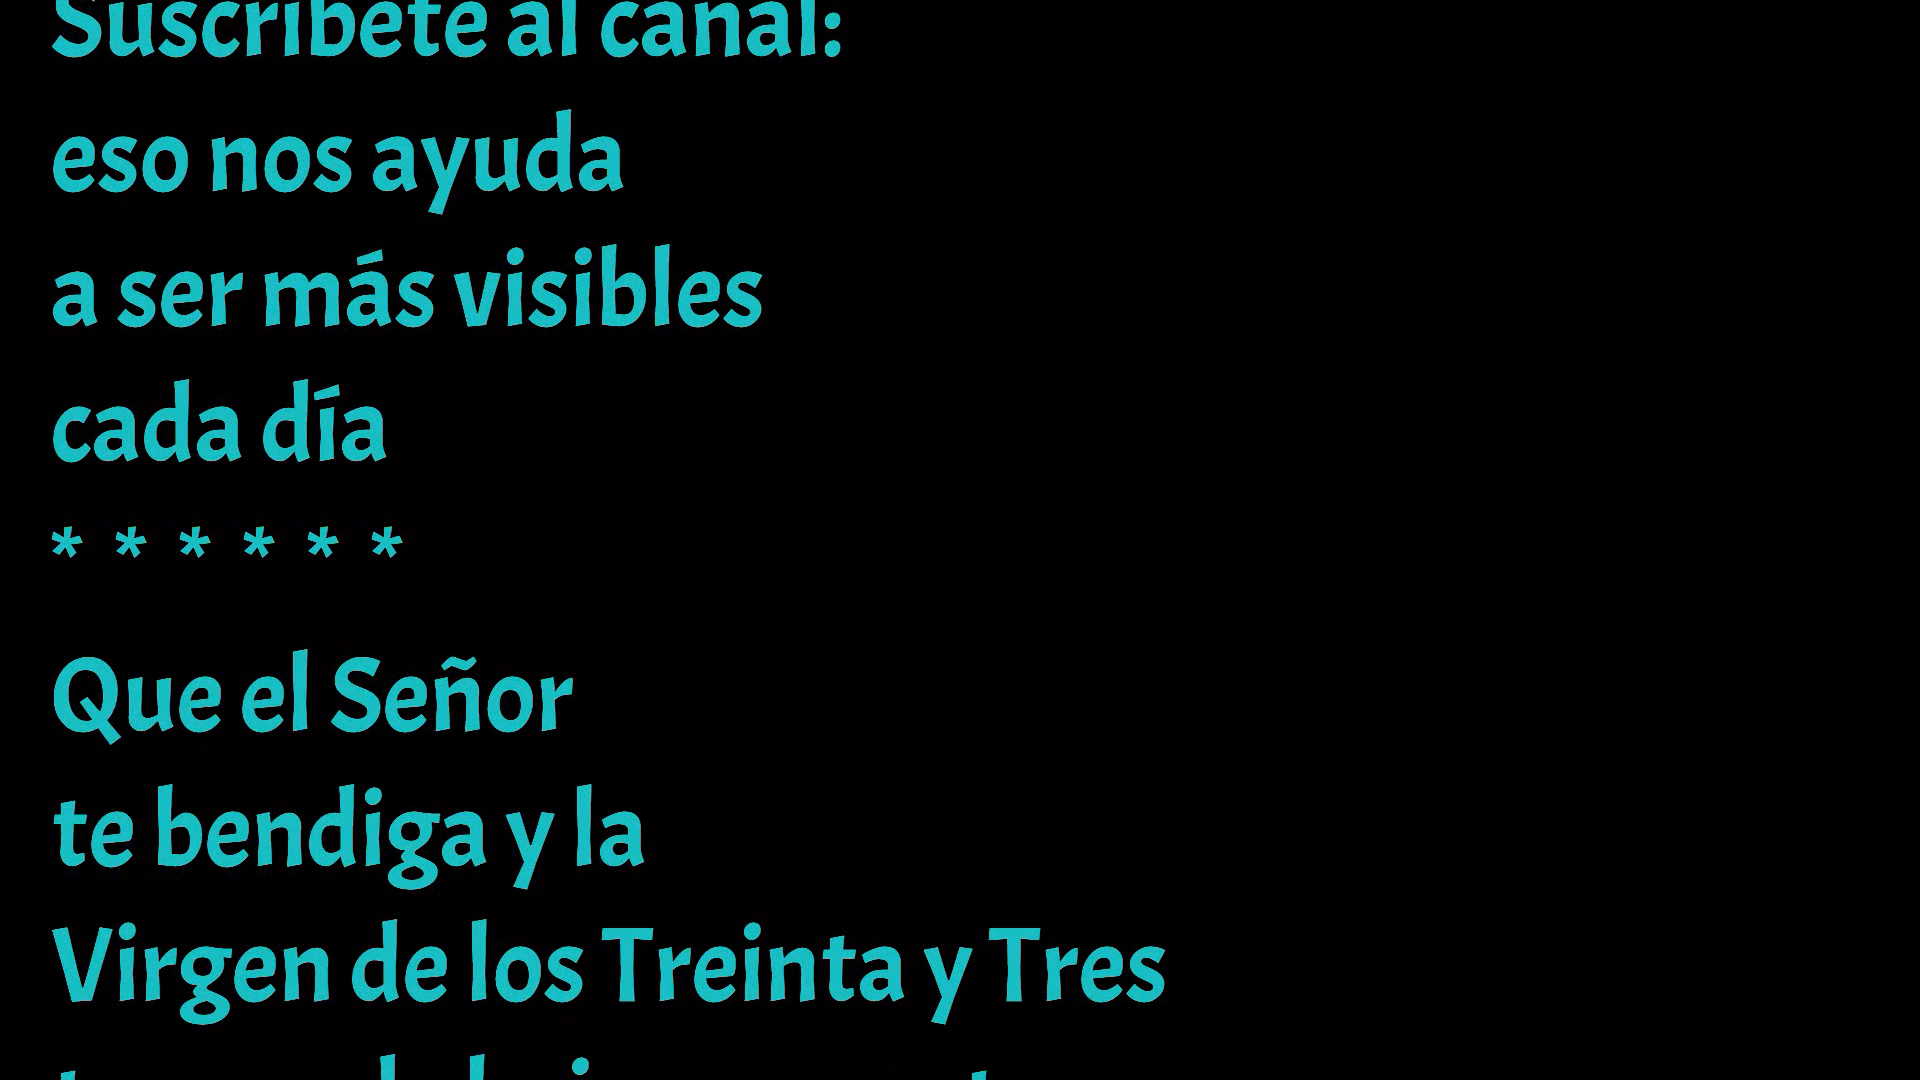 Suscríbete al canal:
eso nos ayuda
a ser más visibles
cada día
* * * * * *
Que el Señor
te bendiga y la
Virgen de los Treinta y Tres